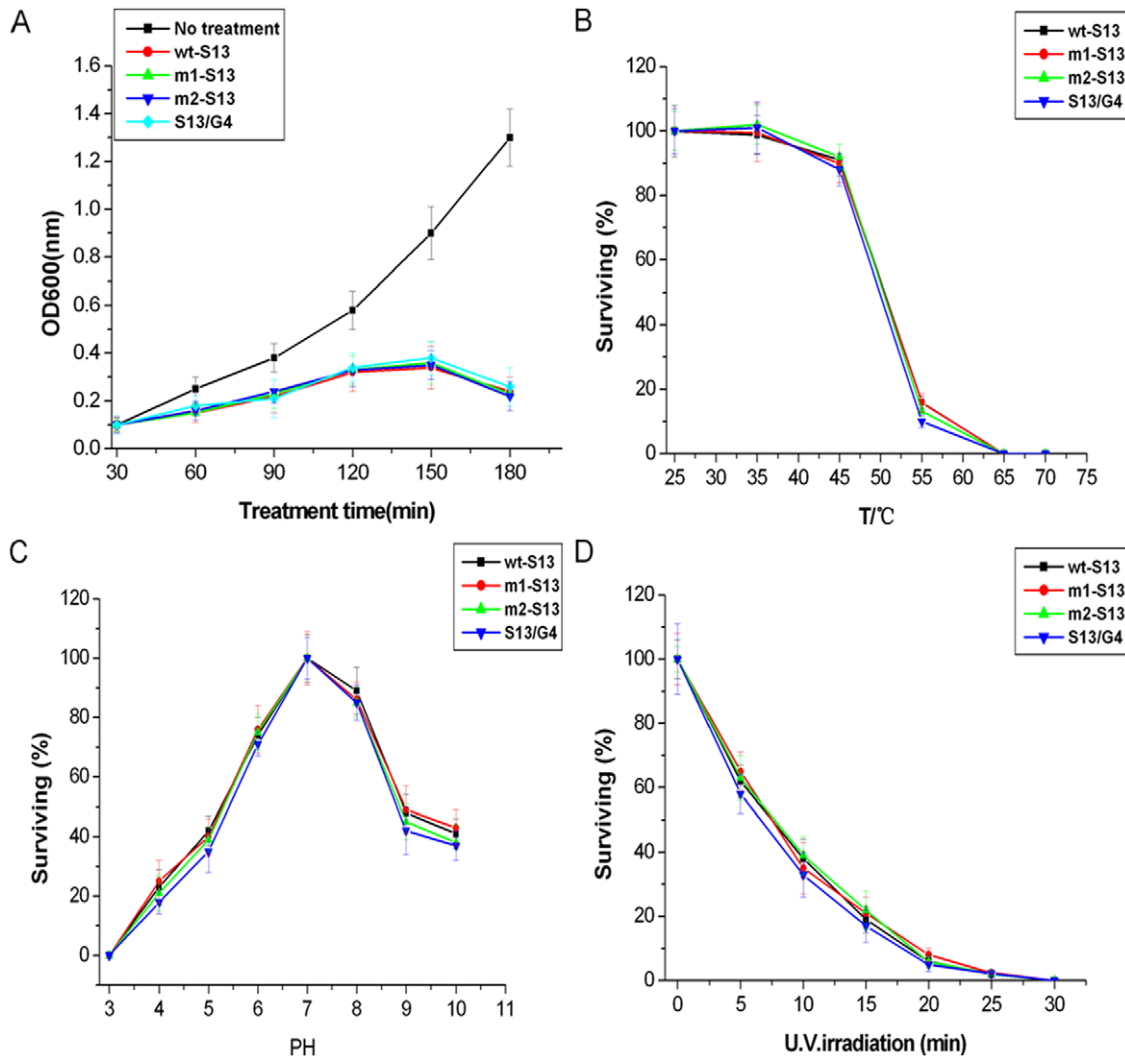 A
No treatment
wt-S13
m1-S13
m2-S13
S13/G4
1.6
1.4
1.2
1.0
0.8
0.6
0.4
0.2
0.0
OD600(nm)
30 60 90 120 150 180
Treatment time(min)
B
wt-S13
m1-S13
m2-S13
S13/G4
120
100
80
60
40
20
0
Surviving (%)
25 30 35 40 45 50 55 60 65 70 75
T/℃
C
wt-S13
m1-S13
m2-S13
S13/G4
120
100
80
60
40
20
0
Surviving (%)
3 4 5 6 7 8 9 10 11
PH
D
wt-S13
m1-S13
m2-S13
S13/G4
120
100
80
60
40
20
0
Surviving (%)
0 5 10 15 20 25 30
U.V.irradiation (min)